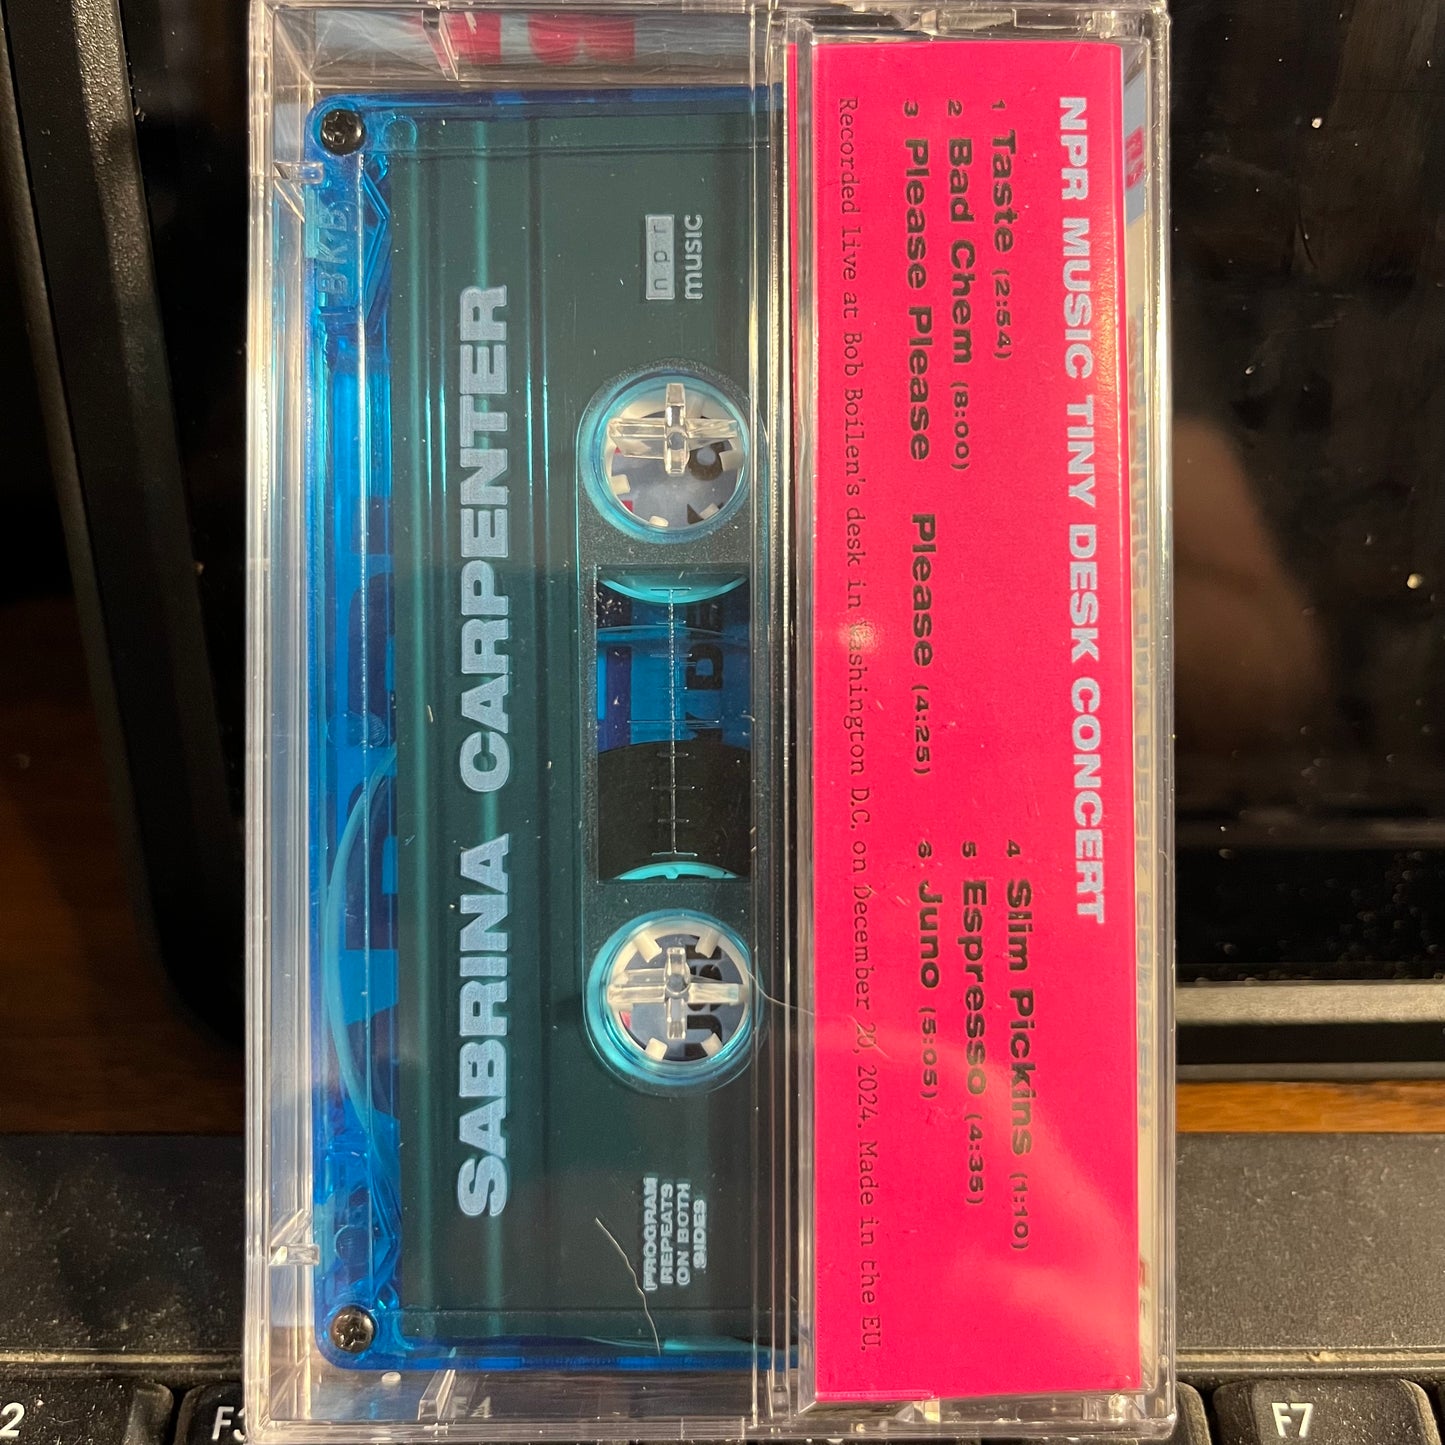 NPR MUSIC TINY DESK CONCERT
1 Taste (2:54)
2 Bad Chem (8:00)
3 Please Please Please (4:25)
4 Slim Pickins (1:10)
5 Espresso (4:35)
6 Juno (5:05)
Recorded live at Bob Boilen's desk in Washington D.C. on December 20, 2024. Made in the EU.
SABRINA CARPENTER
npr
music
PROGRAM
REPEATS
ON BOTH
SIDES
F7